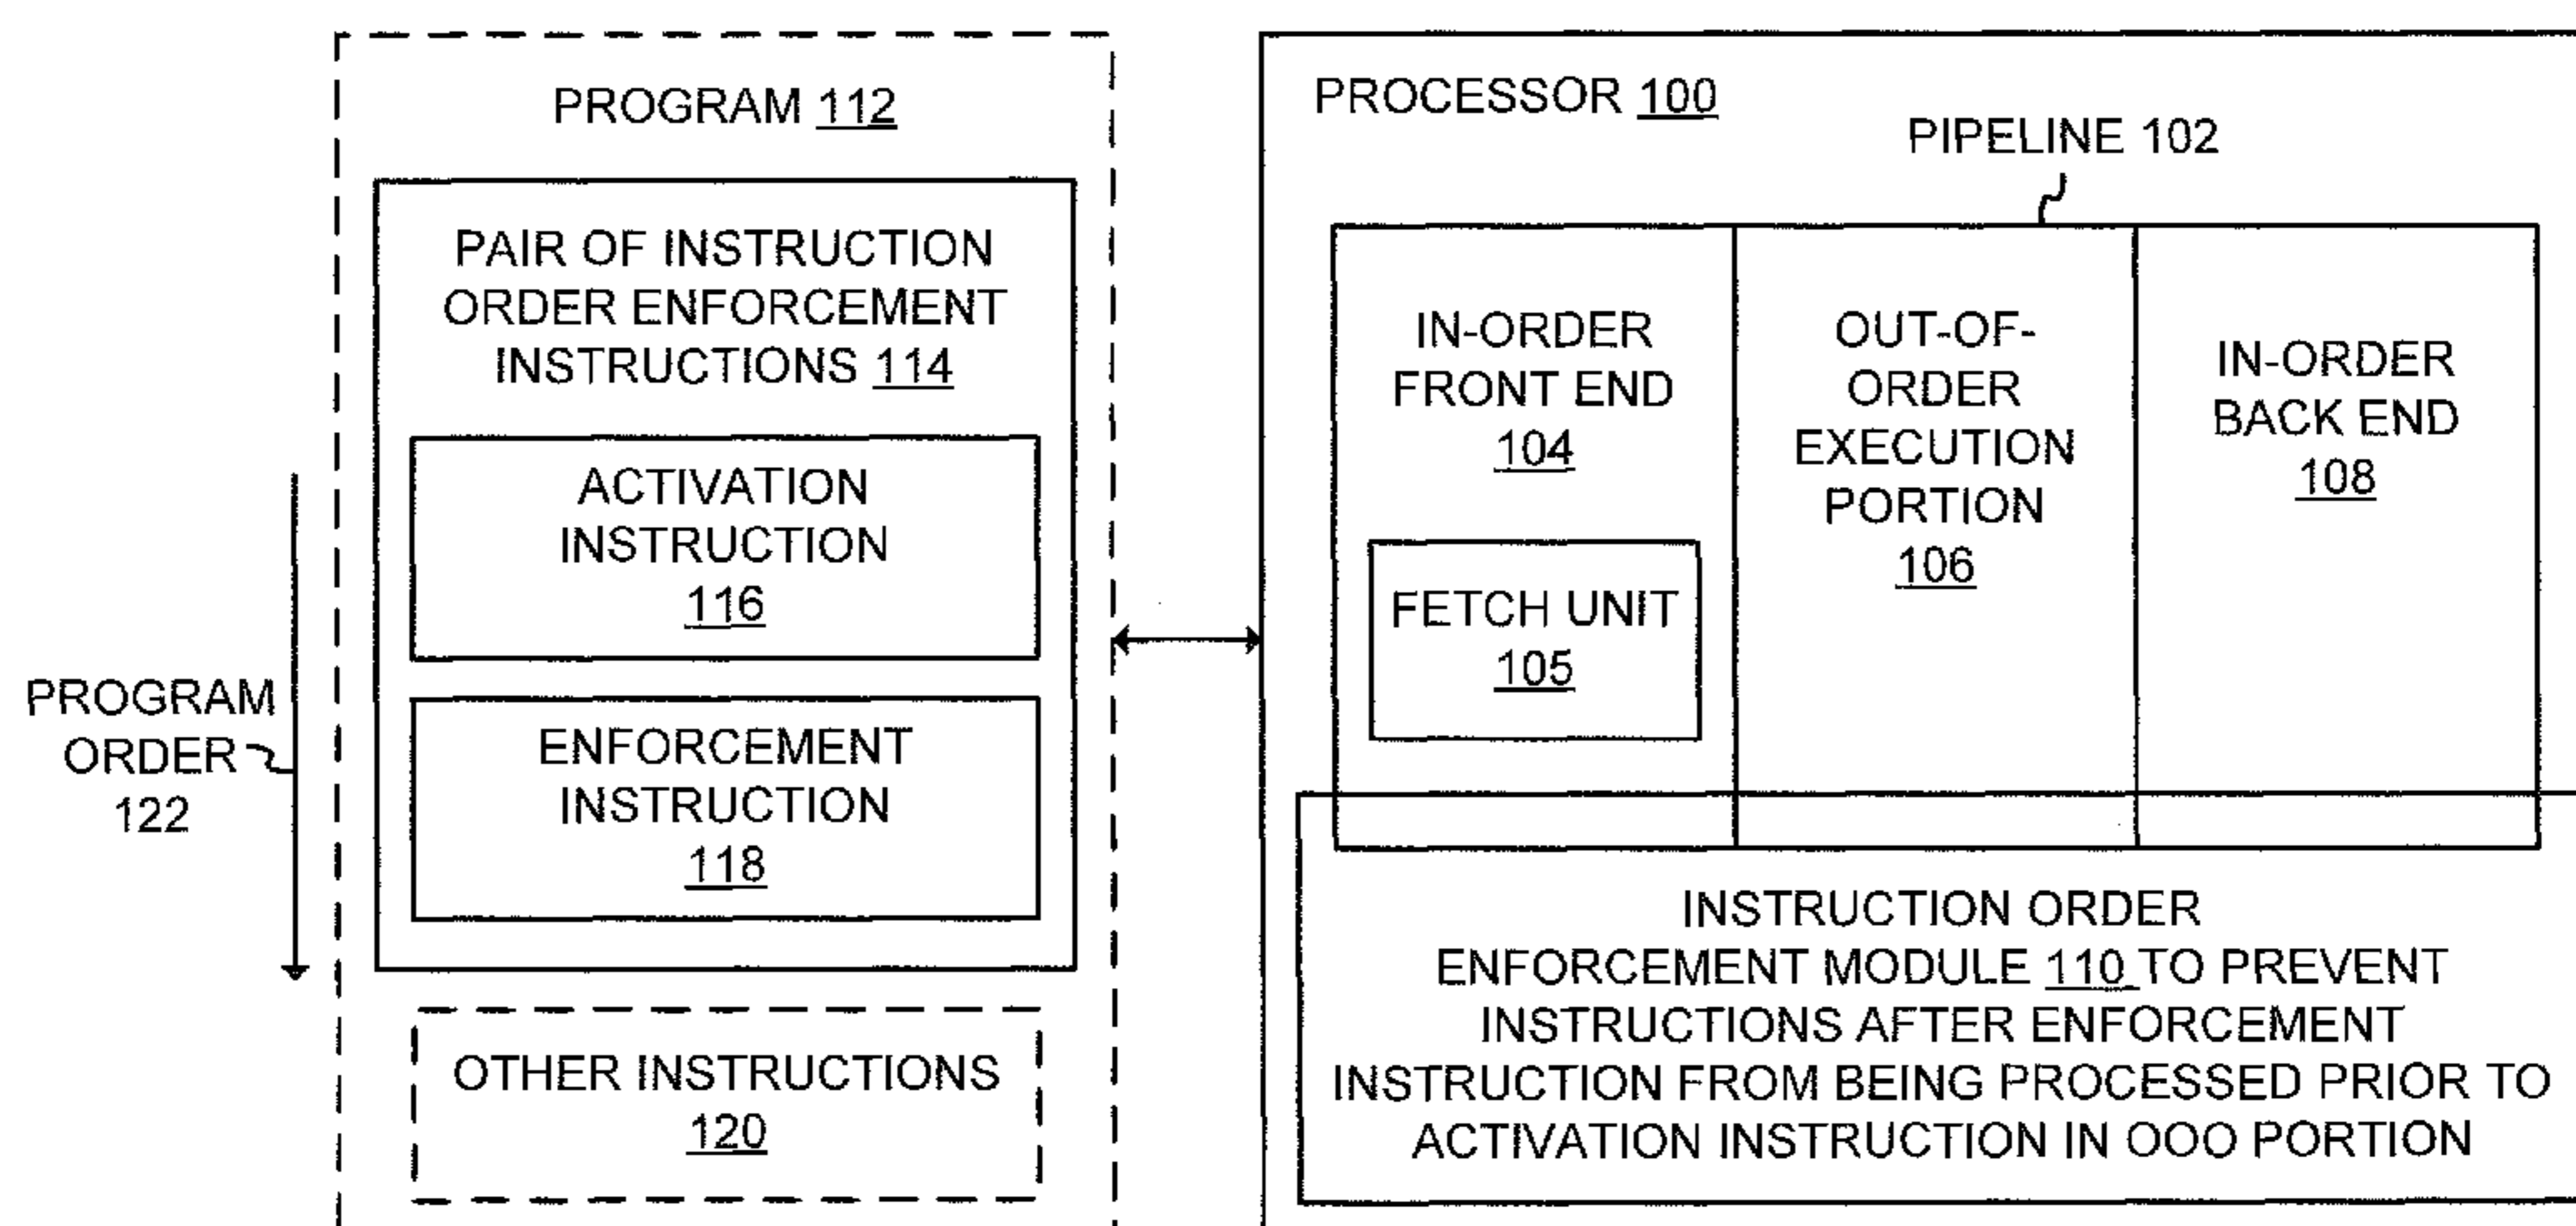 PROGRAM 112
PAIR OF INSTRUCTION
ORDER ENFORCEMENT
INSTRUCTIONS 114
ACTIVATION
INSTRUCTION
116
ENFORCEMENT
INSTRUCTION
118
OTHER INSTRUCTIONS
120
PROGRAM
ORDER
122
PROCESSOR 100
PIPELINE 102
IN-ORDER
FRONT END
104
FETCH UNIT
105
OUT-OF-
ORDER
EXECUTION
PORTION
106
IN-ORDER
BACK END
108
INSTRUCTION ORDER
ENFORCEMENT MODULE 110 TO PREVENT
INSTRUCTIONS AFTER ENFORCEMENT
INSTRUCTION FROM BEING PROCESSED PRIOR TO
ACTIVATION INSTRUCTION IN OOO PORTION